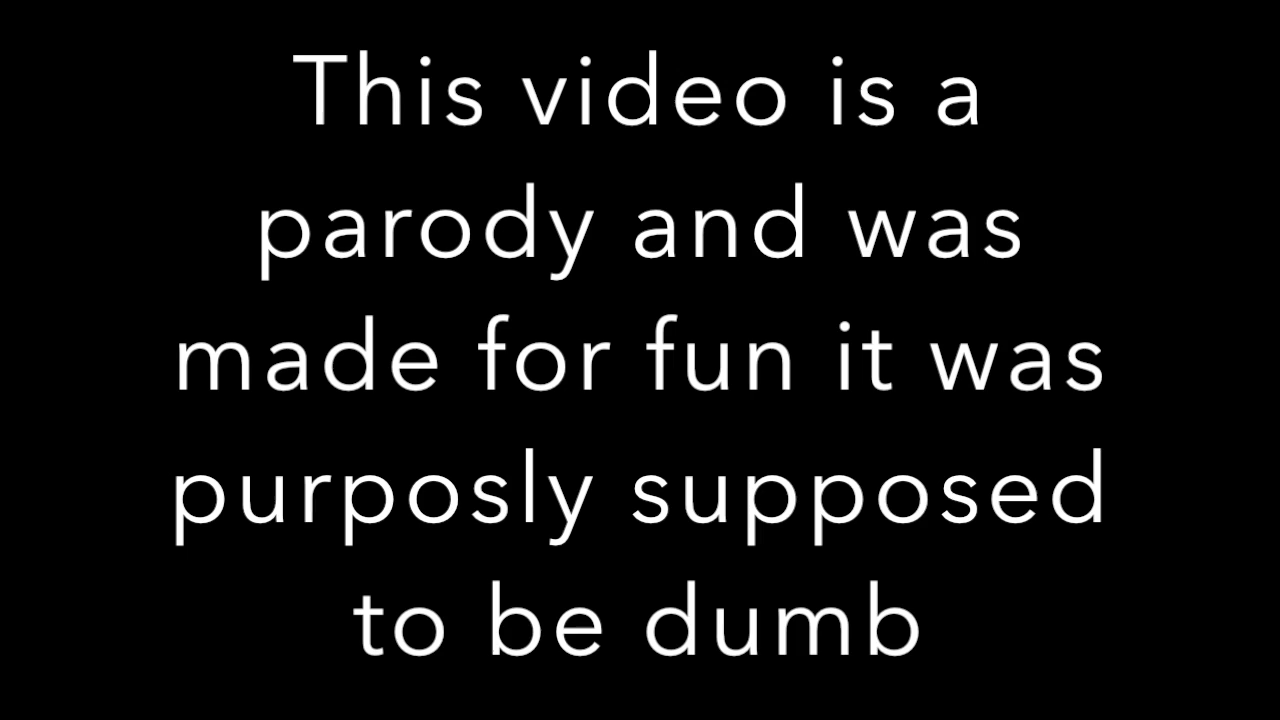 This video is a
parody and was
made for fun it was
purposly supposed
to be dumb